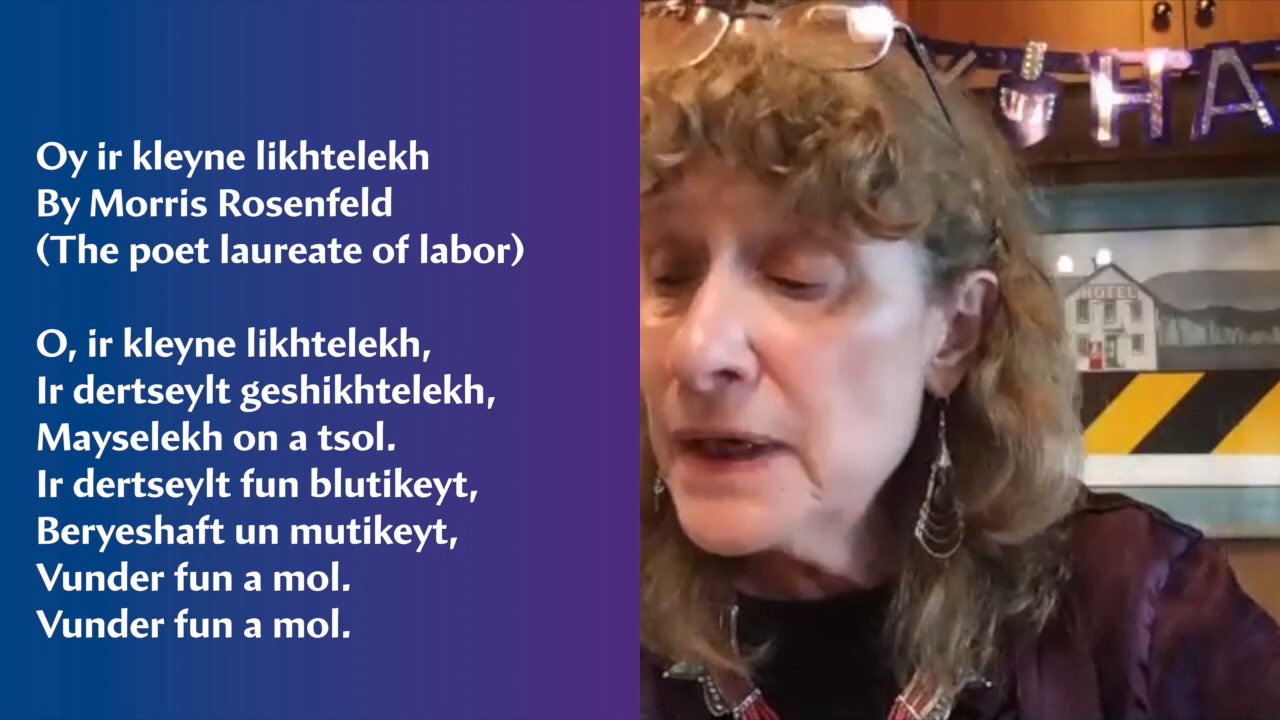 Oy ir kleyne likhtelekh
By Morris Rosenfeld
(The poet laureate of labor)
O, ir kleyne likhtelekh,
Ir dertseylt geshikhtelekh,
Mayselekh on a tsol.
Ir dertseylt fun blutikeyt,
Beryeshaft un mutikeyt,
Vunder fun a mol.
Vunder fun a mol.
HA
HOTEL